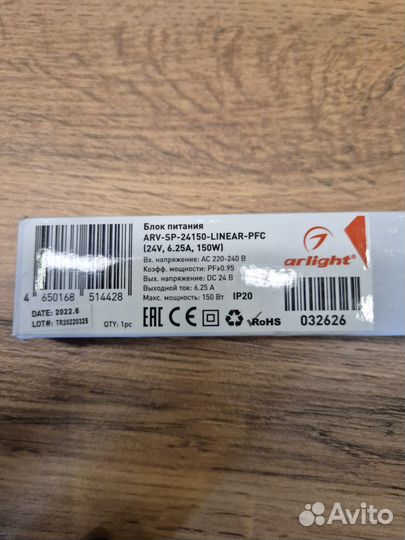 Блок питания
ARV-SP-24150-LINEAR-PFC
(24V, 6.25A, 150W)
Вх. напряжение: AC 220-240 В
Коэфф. мощности: PF≥0.95
Вых. напряжение: DC 24 В
Выходной ток: 6.25 А
Макс. мощность: 150 Вт IP20
arlight®
4 650168 514428
DATE: 2022.6
LOT#: TR20220325 QTY: 1pc
EAC CE RoHS
032626
Avito